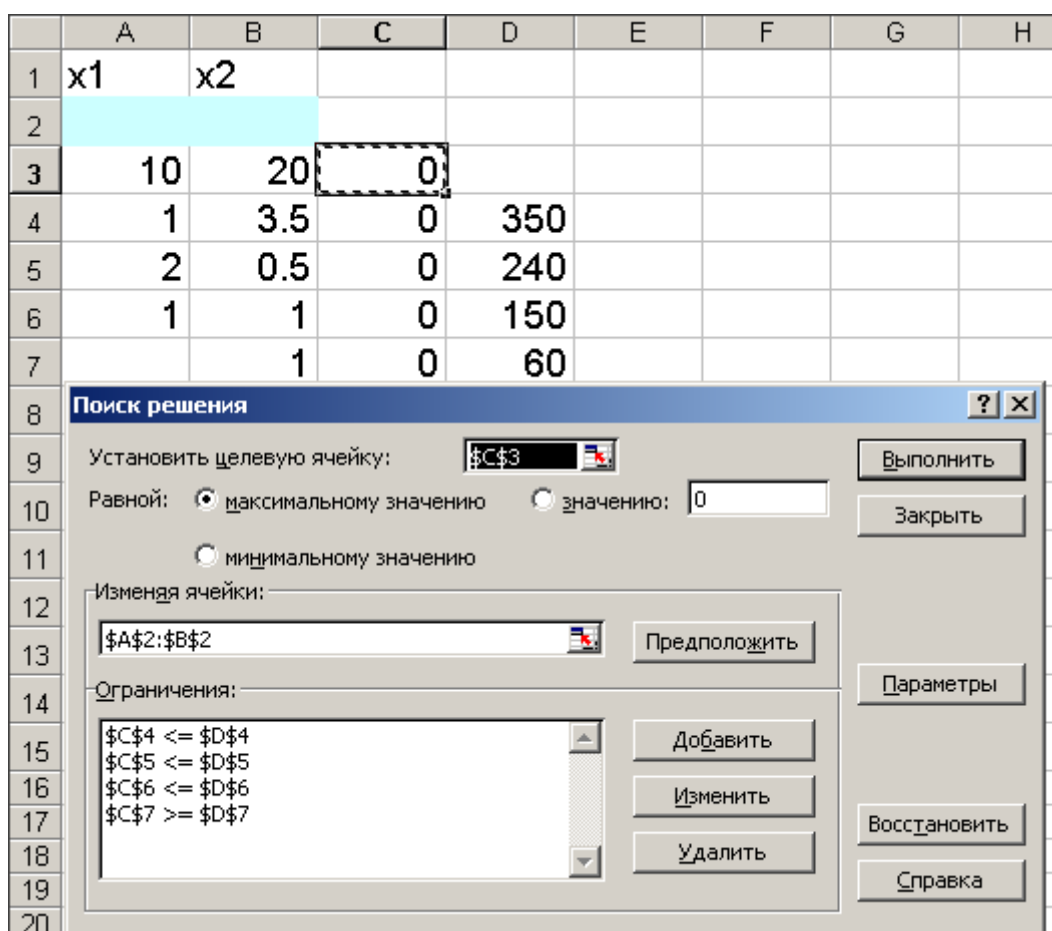 A B C D E F G H
1 x1 x2
2
3 10 20 0
4 1 3.5 0 350
5 2 0.5 0 240
6 1 1 0 150
7 1 0 60
8 Поиск решения ? ×
9 Установить целевую ячейку: $C$3 Выполнить
10 Равной: максимальному значению значению: 0 Закрыть
11 минимальному значению
12 Изменяя ячейки:
13 $A$2:$B$2 Предположить
14 Ограничения: Параметры
15 $C$4 <= $D$4 Добавить
$C$5 <= $D$5
16 $C$6 <= $D$6 Изменить
17 $C$7 >= $D$7 Восстановить
18 Удалить
19 Справка
20